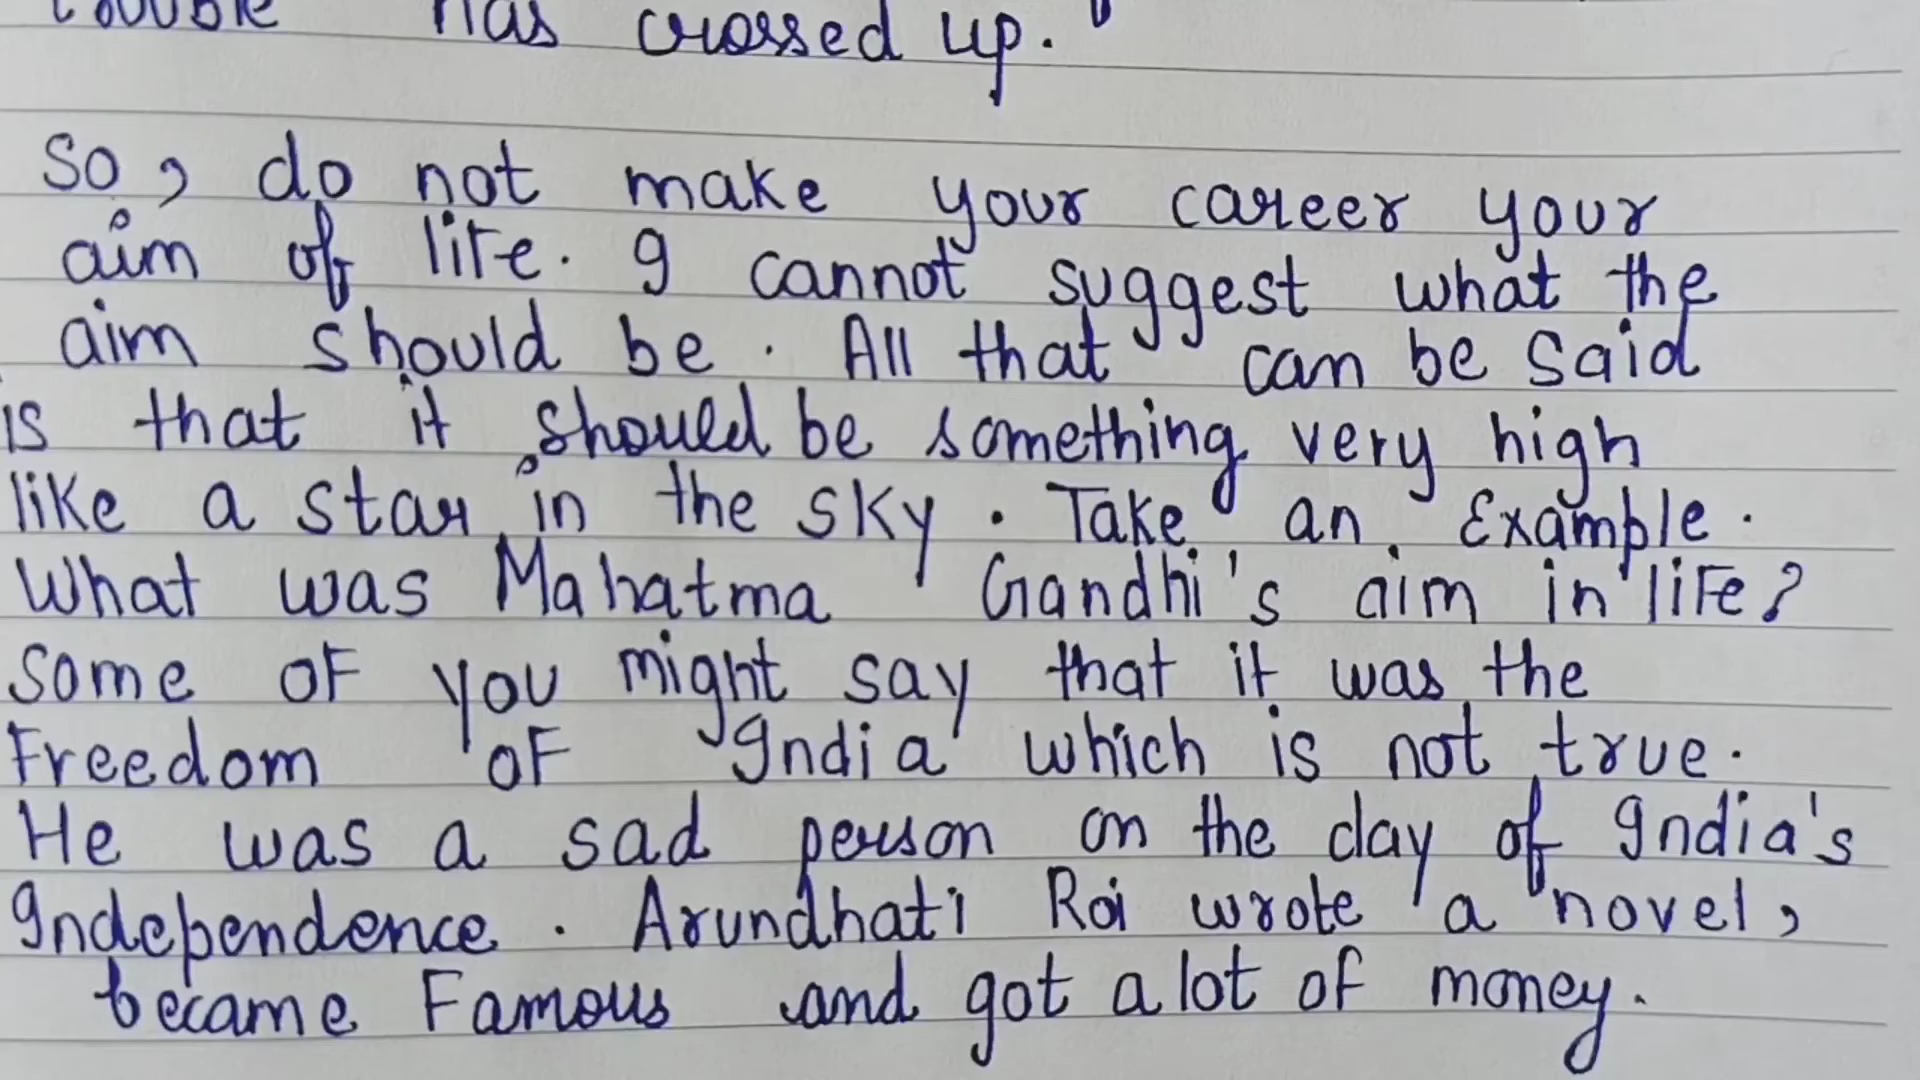 has crossed up."
So, do not make your career your
aim of life. I cannot suggest what the
aim should be. All that can be said
is that it should be something very high
like a star in the sky. Take an Example.
What was Mahatma Gandhi's aim in life?
Some of you might say that it was the
Freedom of India which is not true.
He was a sad person on the day of India's
Independence. Arundhati Roi wrote a novel,
became Famous and got a lot of money.